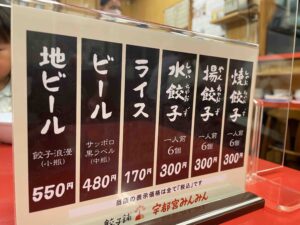 焼餃子
一人前
6個
300円
揚餃子
一人前
6個
300円
水餃子
一人前
6個
300円
ライス
170円
ビール
サッポロ
黒ラベル
(中瓶)
480円
地ビール
餃子浪漫
(小瓶)
550円
当店の表示価格は全て「税込」です
餃子舗 宇都宮みんみん